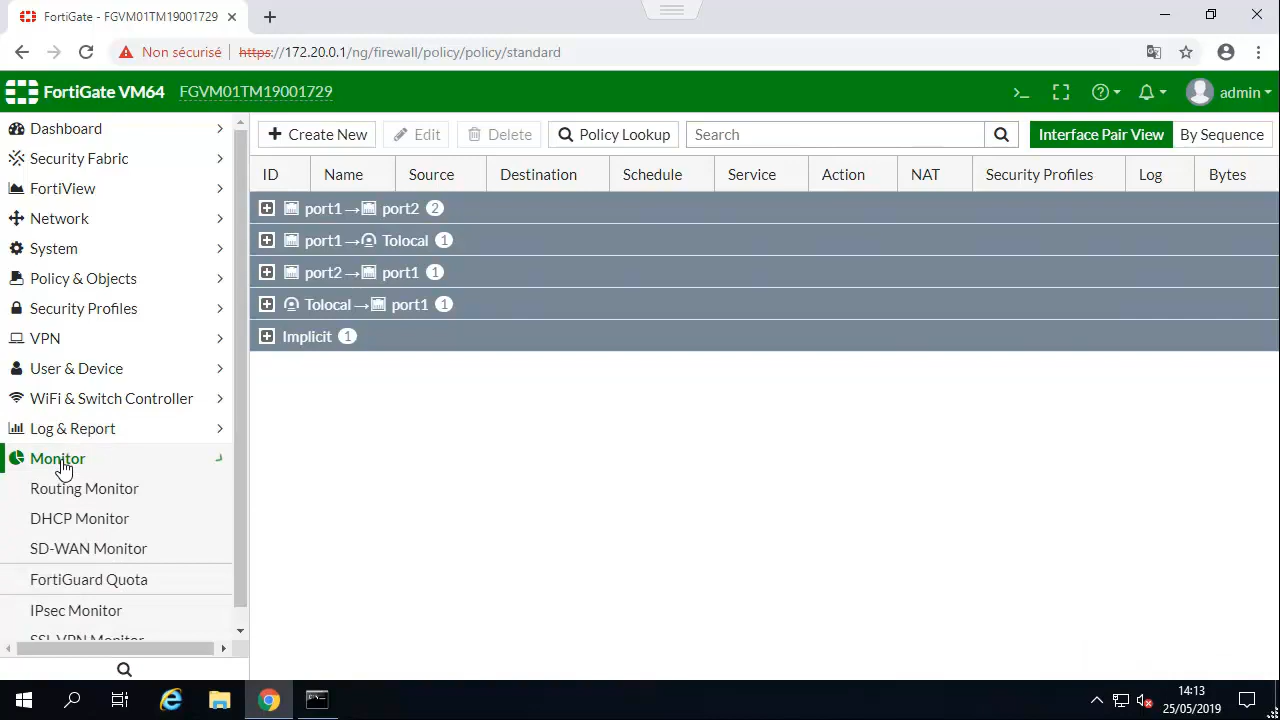 FortiGate - FGVM01TM19001729
Non sécurisé https://172.20.0.1/ng/firewall/policy/policy/standard
FortiGate VM64 FGVM01TM19001729 admin
Dashboard
Security Fabric
FortiView
Network
System
Policy & Objects
Security Profiles
VPN
User & Device
WiFi & Switch Controller
Log & Report
Monitor
Routing Monitor
DHCP Monitor
SD-WAN Monitor
FortiGuard Quota
IPsec Monitor
SSL-VPN Monitor
Create New Edit Delete Policy Lookup Search Interface Pair View By Sequence
ID Name Source Destination Schedule Service Action NAT Security Profiles Log Bytes
port1 → port2 2
port1 → Tolocal 1
port2 → port1 1
Tolocal → port1 1
Implicit 1
25/05/2019